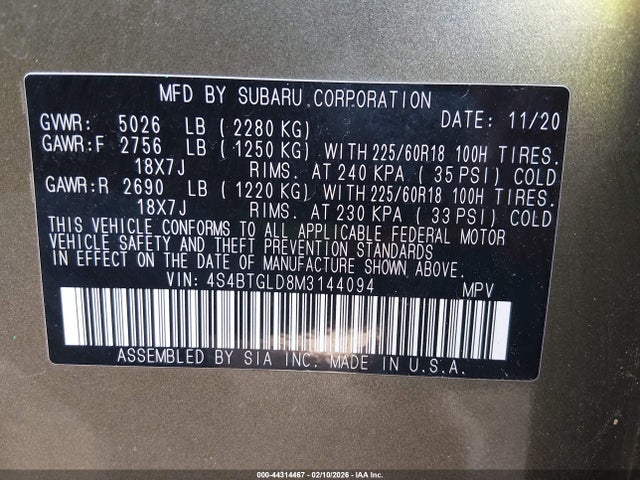 MFD BY SUBARU CORPORATION
GVWR: 5026 LB (2280 KG) DATE: 11/20
GAWR:F 2756 LB (1250 KG) WITH 225/60R18 100H TIRES.
18X7J RIMS. AT 240 KPA (35 PSI) COLD
GAWR:R 2690 LB (1220 KG) WITH 225/60R18 100H TIRES.
18X7J RIMS. AT 230 KPA (33 PSI) COLD
THIS VEHICLE CONFORMS TO ALL APPLICABLE FEDERAL MOTOR
VEHICLE SAFETY AND THEFT PREVENTION STANDARDS
IN EFFECT ON THE DATE OF MANUFACTURE SHOWN ABOVE.
VIN: 4S4BTGLD8M3144094 MPV
ASSEMBLED BY SIA INC. MADE IN U.S.A.
000-44314467 - 02/10/2026 - IAA Inc.